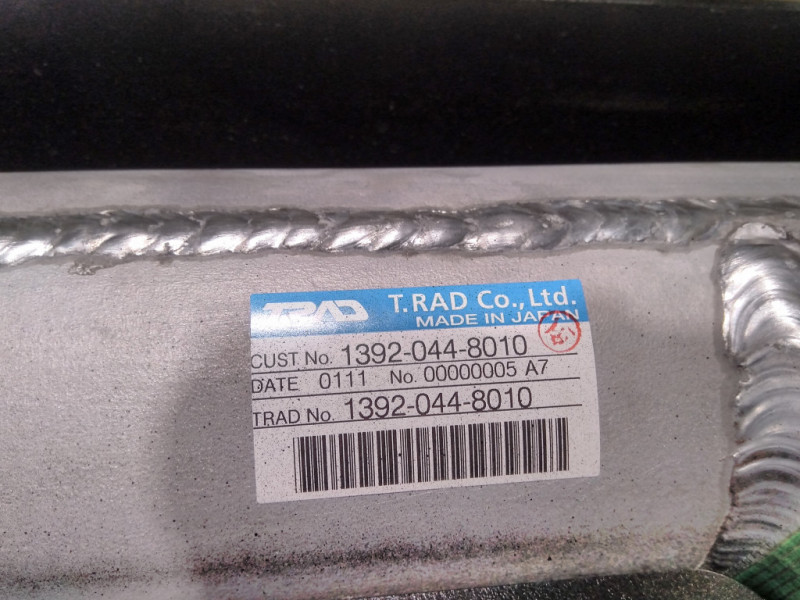 TRAD T.RAD Co.,Ltd.
MADE IN JAPAN
CUST No. 1392-044-8010
DATE 0111 No. 00000005 A7
TRAD No. 1392-044-8010